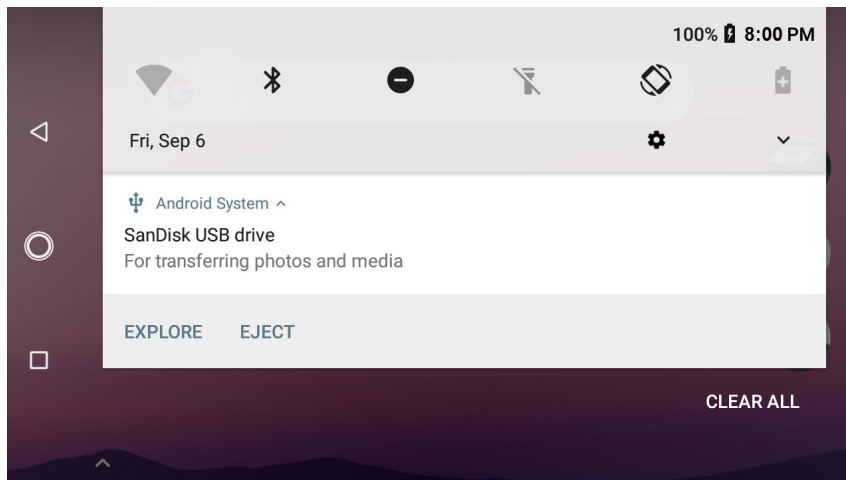 100% 8:00 PM
Fri, Sep 6
Android System
SanDisk USB drive
For transferring photos and media
EXPLORE EJECT
CLEAR ALL